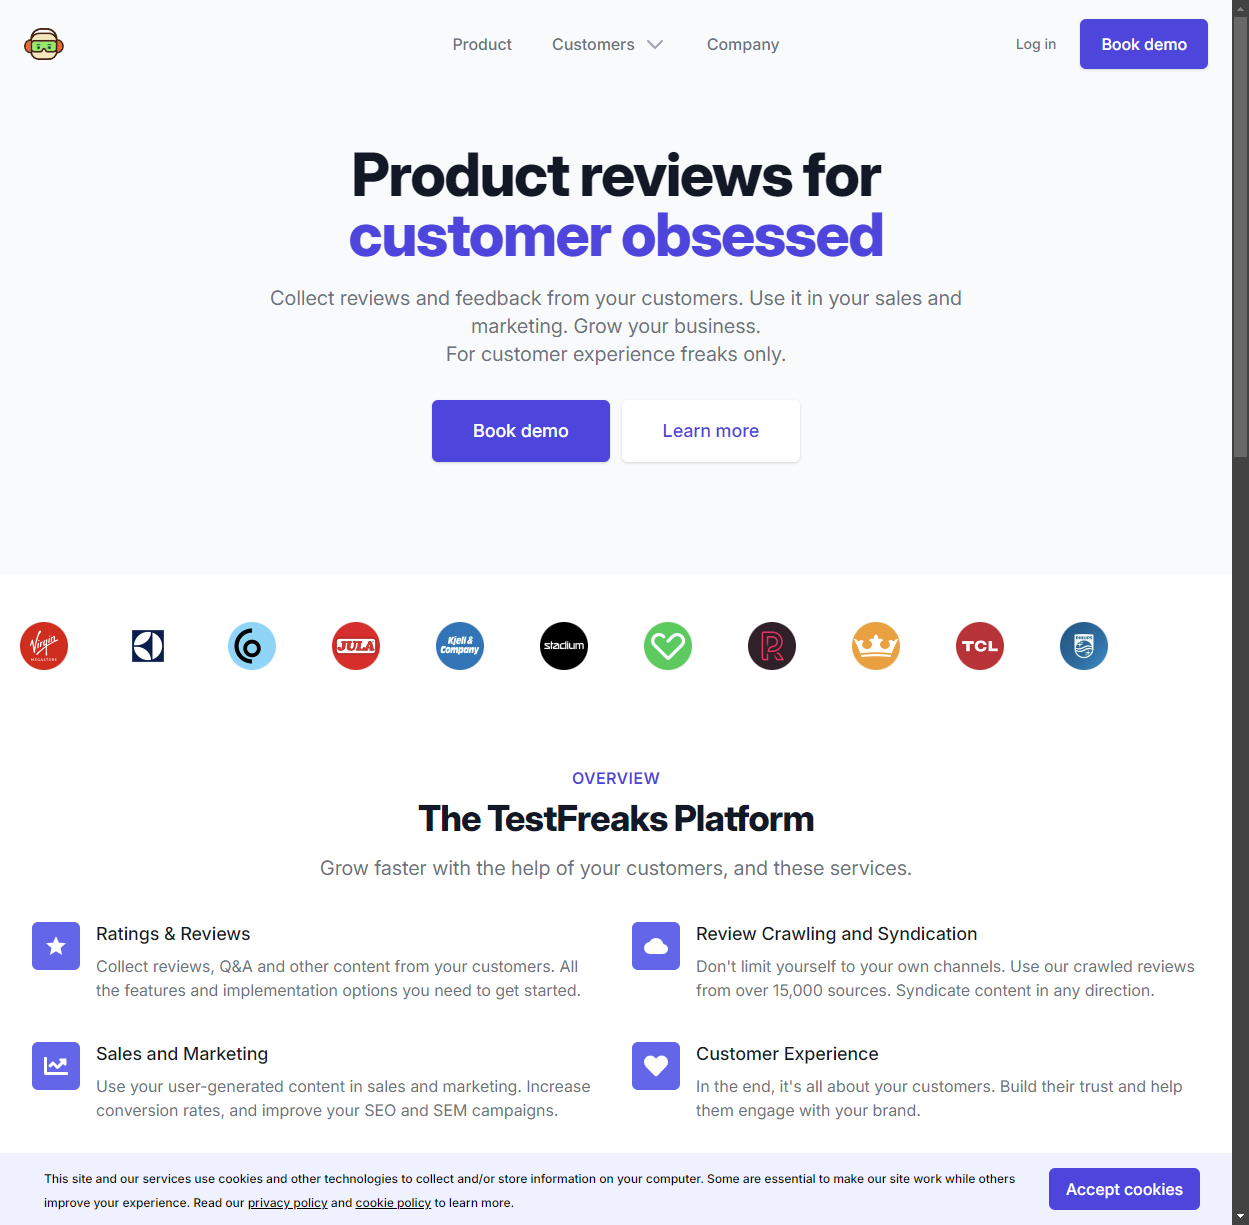 Product
Customers
Company
Log in
Book demo
Product reviews for
customer obsessed
Collect reviews and feedback from your customers. Use it in your sales and
marketing. Grow your business.
For customer experience freaks only.
Book demo
Learn more
Virgin
MEGASTORE
JULA
Kjell &
Company
stadium
R
TCL
PHILIPS
OVERVIEW
The TestFreaks Platform
Grow faster with the help of your customers, and these services.
Ratings & Reviews
Collect reviews, Q&A and other content from your customers. All
the features and implementation options you need to get started.
Review Crawling and Syndication
Don't limit yourself to your own channels. Use our crawled reviews
from over 15,000 sources. Syndicate content in any direction.
Sales and Marketing
Use your user-generated content in sales and marketing. Increase
conversion rates, and improve your SEO and SEM campaigns.
Customer Experience
In the end, it's all about your customers. Build their trust and help
them engage with your brand.
This site and our services use cookies and other technologies to collect and/or store information on your computer. Some are essential to make our site work while others
improve your experience. Read our privacy policy and cookie policy to learn more.
Accept cookies